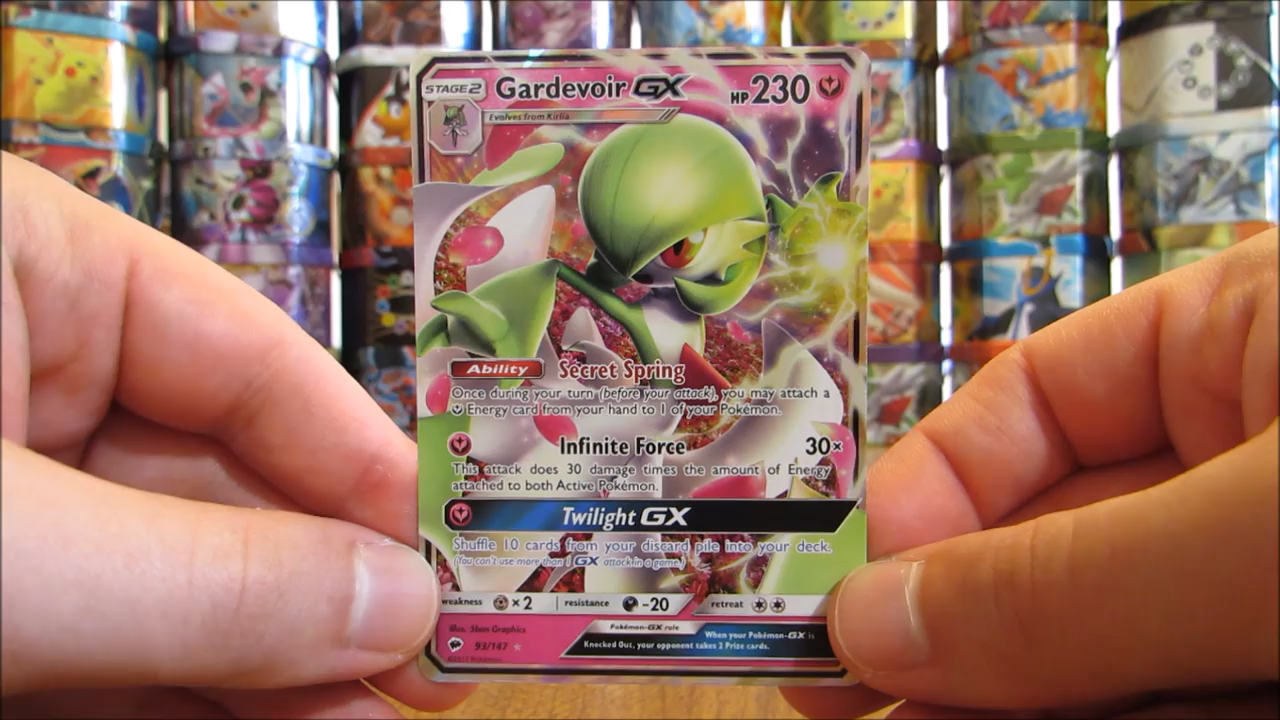 STAGE2 Gardevoir GX HP230
Evolves from Kirlia
Ability Secret Spring
Once during your turn (before your attack), you may attach a
Energy card from your hand to 1 of your Pokémon.
Infinite Force 30×
This attack does 30 damage times the amount of Energy
attached to both Active Pokémon.
Twilight GX
Shuffle 10 cards from your discard pile into your deck.
(You can't use more than 1 GX attack in a game.)
weakness ×2 resistance -20 retreat
Illus. 5ban Graphics
Pokémon-GX rule
When your Pokémon-GX is
Knocked Out, your opponent takes 2 Prize cards.
93/147
©2017 Pokémon